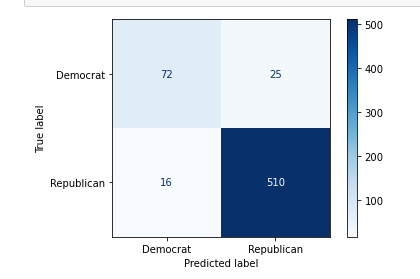 500
Democrat 72 25
400
True label
300
200
Republican 16 510
100
Democrat Republican
Predicted label